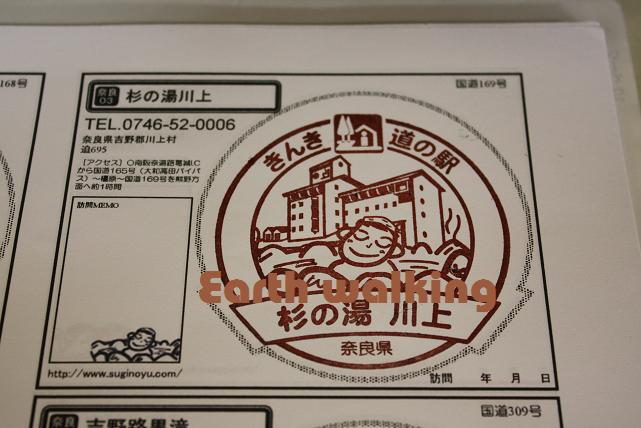 168号
奈良
03
杉の湯川上
国道169号
TEL.0746-52-0006
奈良県吉野郡川上村
迫695
[アクセス] ○南阪奈道路葛城I.C
から国道165号 (大和高田バイパ
ス) ～橿原～国道169号を熊野方
面へ約1時間
訪問MEMO
きんき 道の駅
Earth walking
杉の湯 川上
奈良県
http://www.suginoyu.com/
訪問 年 月 日
奈良
吉野路黒滝
国道309号